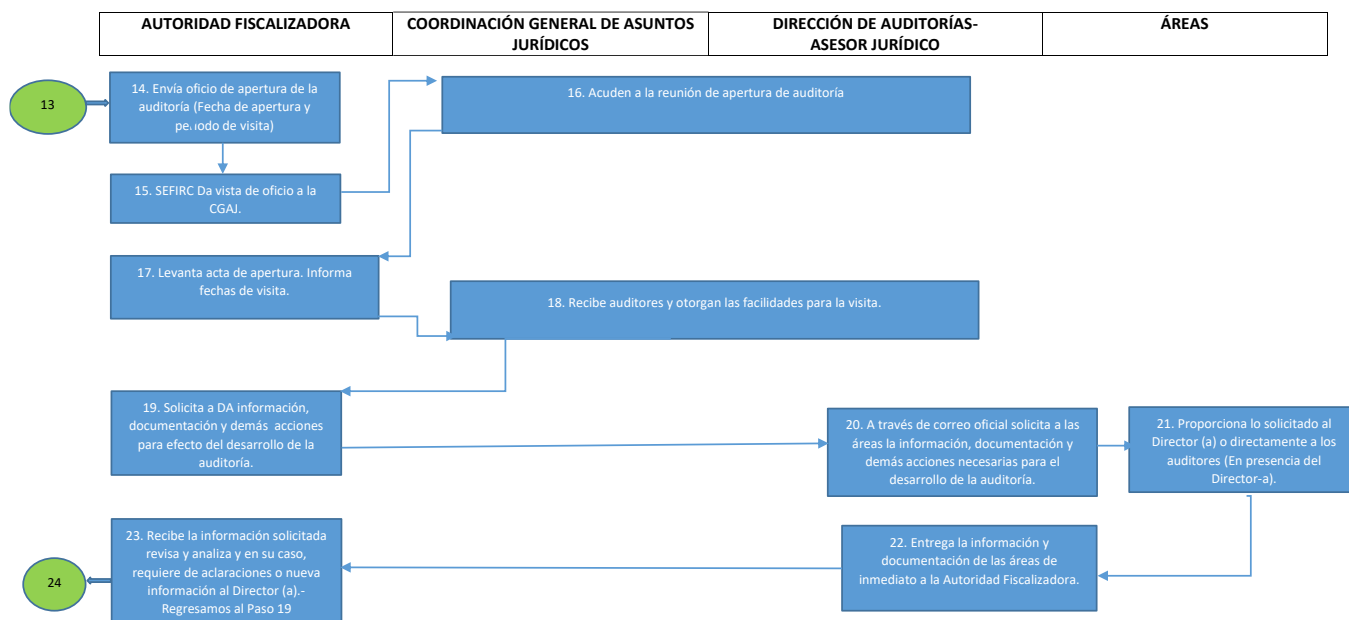 AUTORIDAD FISCALIZADORA
COORDINACIÓN GENERAL DE ASUNTOS
JURÍDICOS
DIRECCIÓN DE AUDITORÍAS-
ASESOR JURÍDICO
ÁREAS
13
14. Envía oficio de apertura de la
auditoría (Fecha de apertura y
periodo de visita)
16. Acuden a la reunión de apertura de auditoría
15. SEFIRC Da vista de oficio a la
CGAJ.
17. Levanta acta de apertura. Informa
fechas de visita.
18. Recibe auditores y otorgan las facilidades para la visita.
19. Solicita a DA información,
documentación y demás acciones
para efecto del desarrollo de la
auditoría.
20. A través de correo oficial solicita a las
áreas la información, documentación y
demás acciones necesarias para el
desarrollo de la auditoría.
21. Proporciona lo solicitado al
Director (a) o directamente a los
auditores (En presencia del
Director-a).
23. Recibe la información solicitada
revisa y analiza y en su caso,
requiere de aclaraciones o nueva
información al Director (a).-
Regresamos al Paso 19
22. Entrega la información y
documentación de las áreas de
inmediato a la Autoridad Fiscalizadora.
24